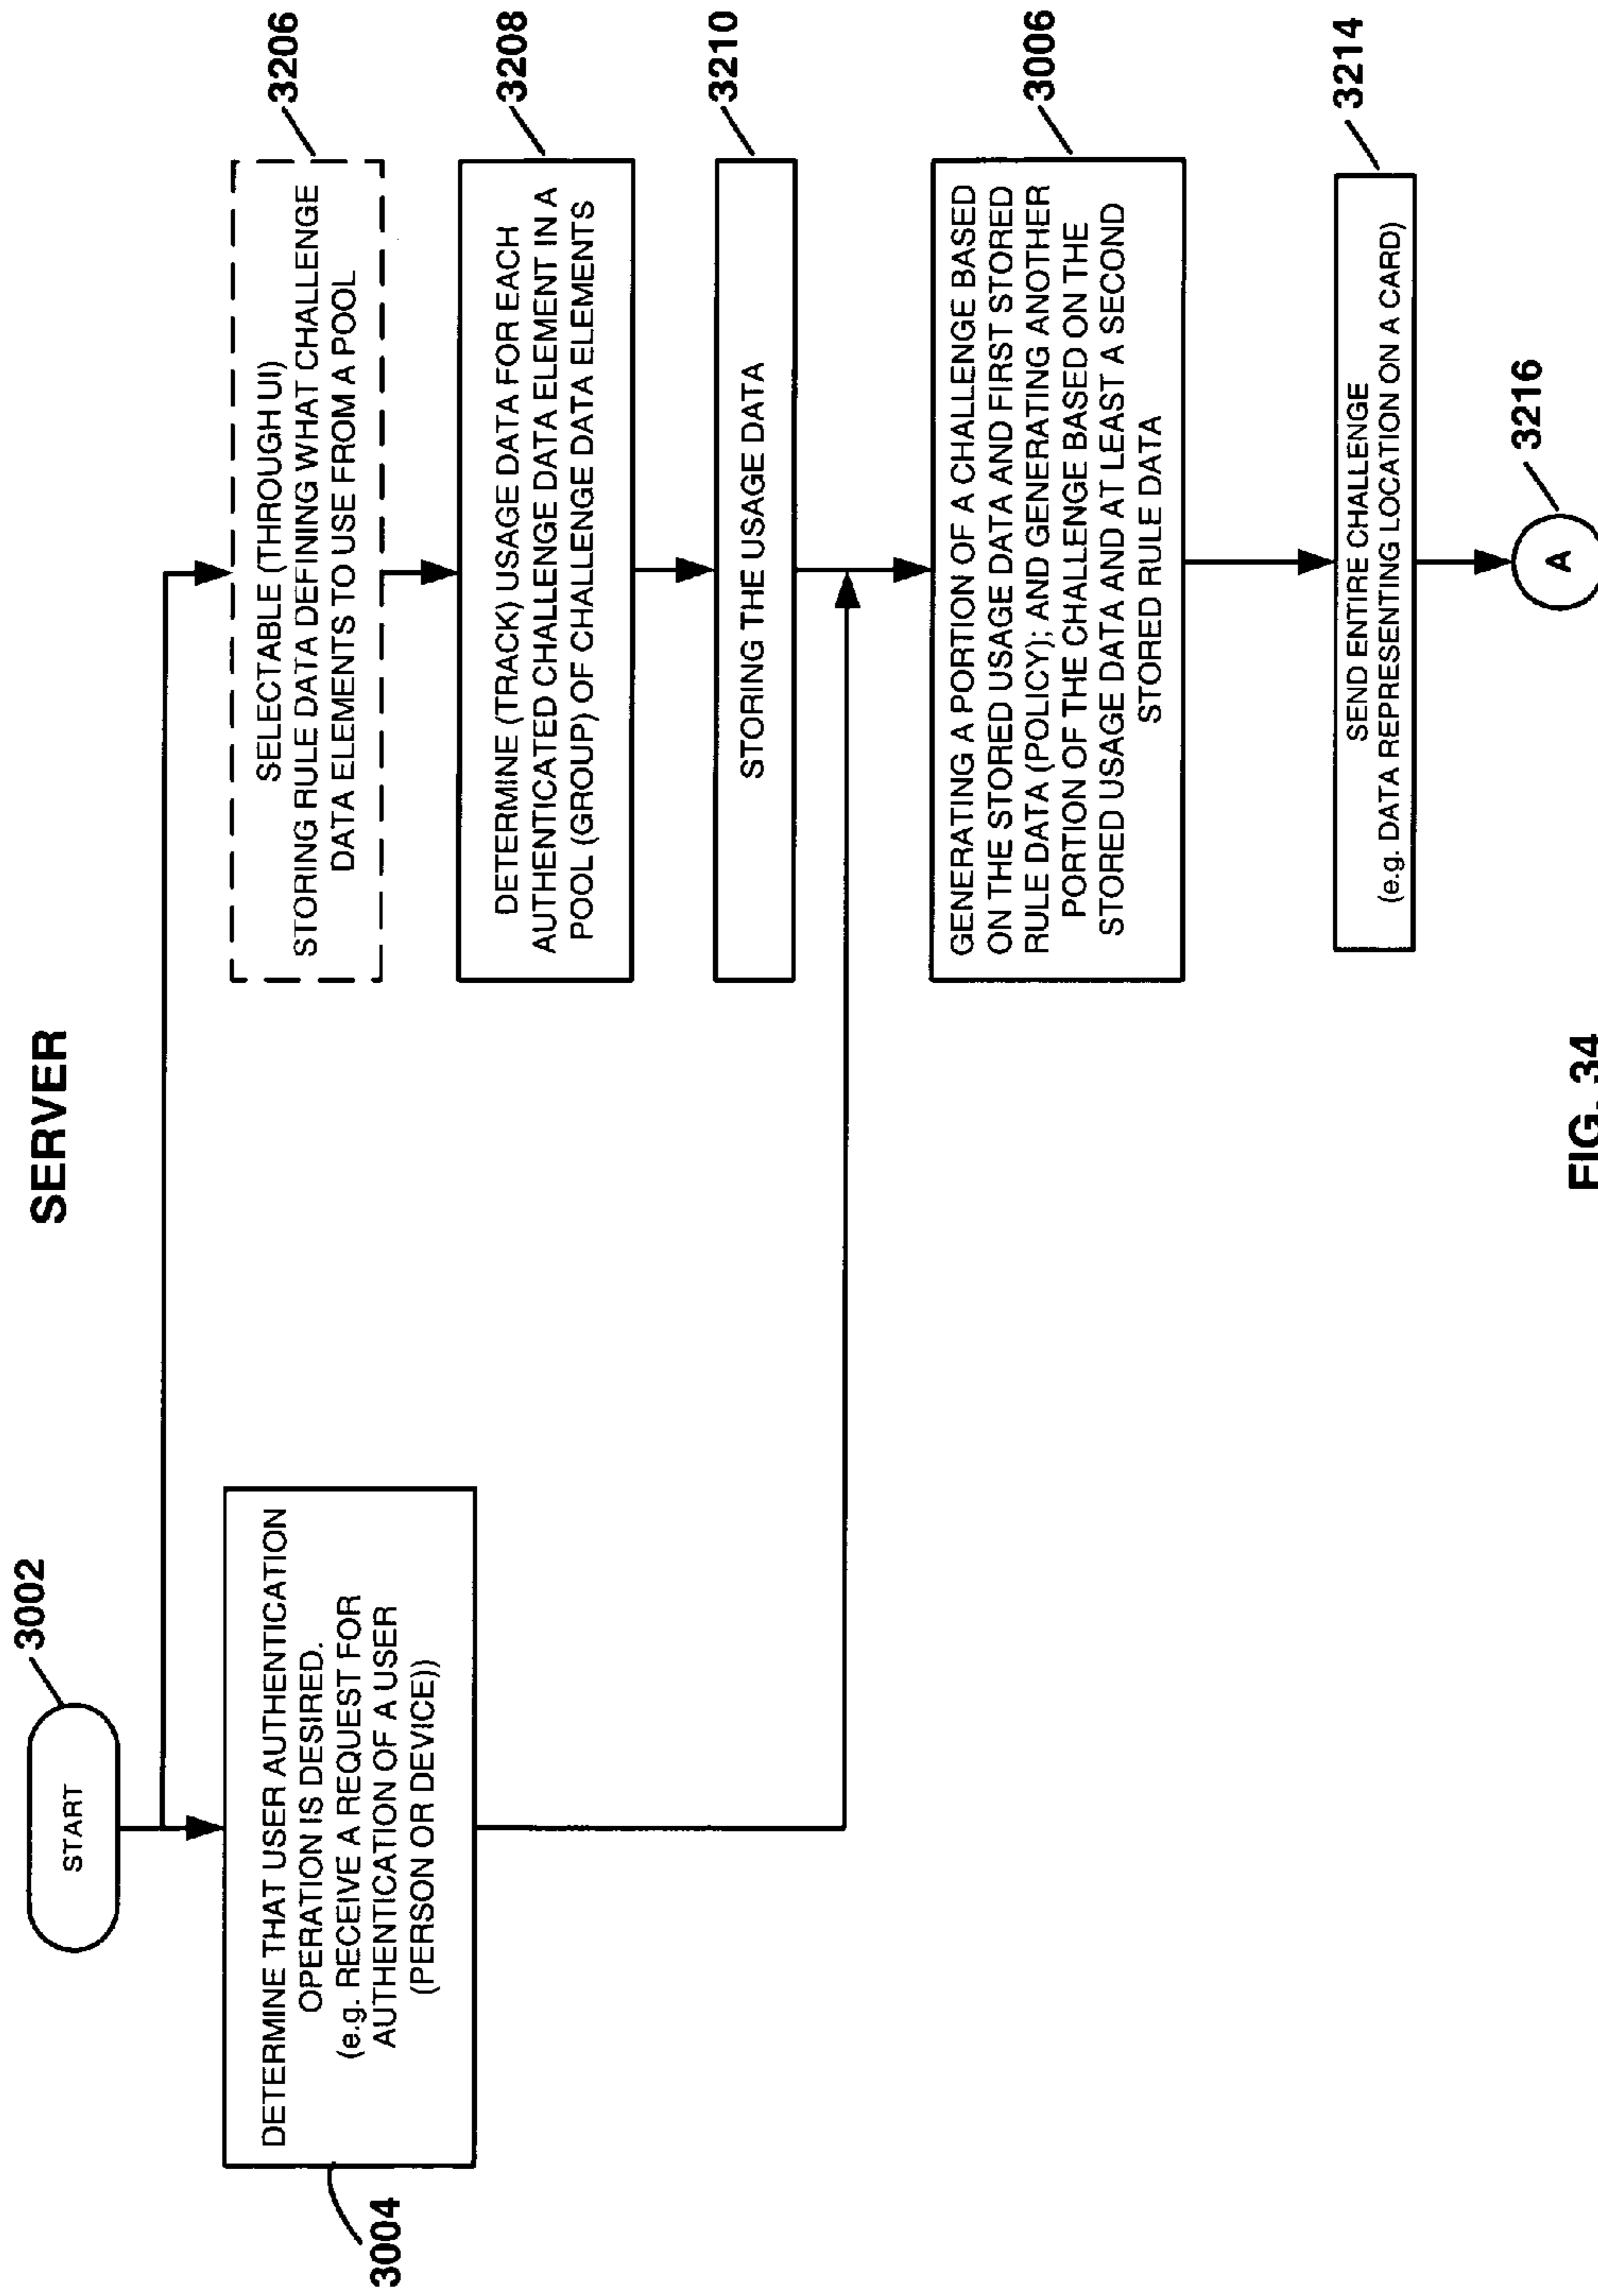 SERVER
3002
START
3004
DETERMINE THAT USER AUTHENTICATION
OPERATION IS DESIRED.
(e.g. RECEIVE A REQUEST FOR
AUTHENTICATION OF A USER
(PERSON OR DEVICE))
3206
SELECTABLE (THROUGH UI)
STORING RULE DATA DEFINING WHAT CHALLENGE
DATA ELEMENTS TO USE FROM A POOL
3208
DETERMINE (TRACK) USAGE DATA FOR EACH
AUTHENTICATED CHALLENGE DATA ELEMENT IN A
POOL (GROUP) OF CHALLENGE DATA ELEMENTS
3210
STORING THE USAGE DATA
3006
GENERATING A PORTION OF A CHALLENGE BASED
ON THE STORED USAGE DATA AND FIRST STORED
RULE DATA (POLICY); AND GENERATING ANOTHER
PORTION OF THE CHALLENGE BASED ON THE
STORED USAGE DATA AND AT LEAST A SECOND
STORED RULE DATA
3214
SEND ENTIRE CHALLENGE
(e.g. DATA REPRESENTING LOCATION ON A CARD)
3216
A
FIG. 34